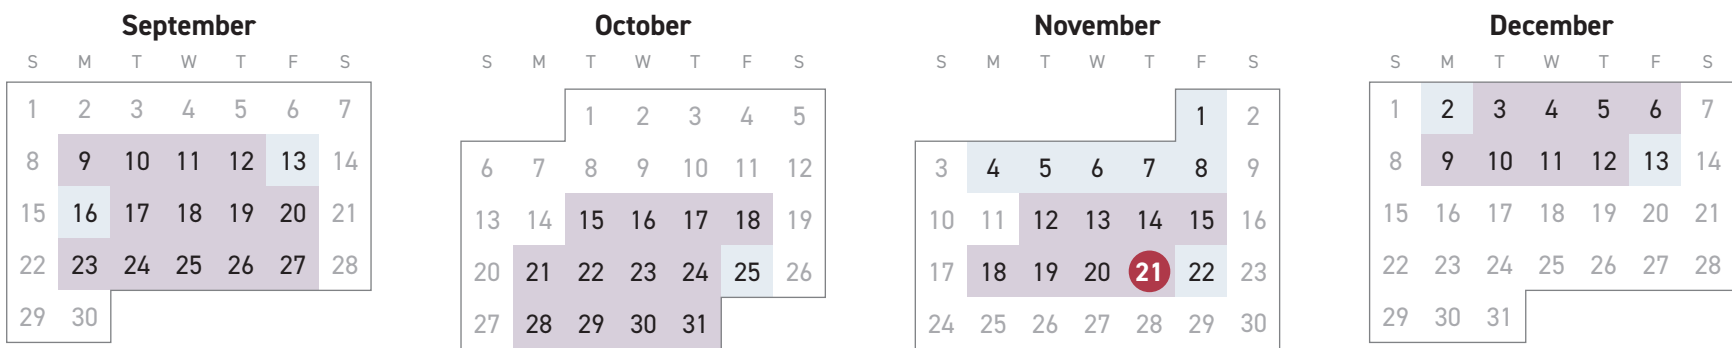 September
S M T W T F S
1 2 3 4 5 6 7
8 9 10 11 12 13 14
15 16 17 18 19 20 21
22 23 24 25 26 27 28
29 30
October
S M T W T F S
1 2 3 4 5
6 7 8 9 10 11 12
13 14 15 16 17 18 19
20 21 22 23 24 25 26
27 28 29 30 31
November
S M T W T F S
1 2
3 4 5 6 7 8 9
10 11 12 13 14 15 16
17 18 19 20 21 22 23
24 25 26 27 28 29 30
December
S M T W T F S
1 2 3 4 5 6 7
8 9 10 11 12 13 14
15 16 17 18 19 20 21
22 23 24 25 26 27 28
29 30 31